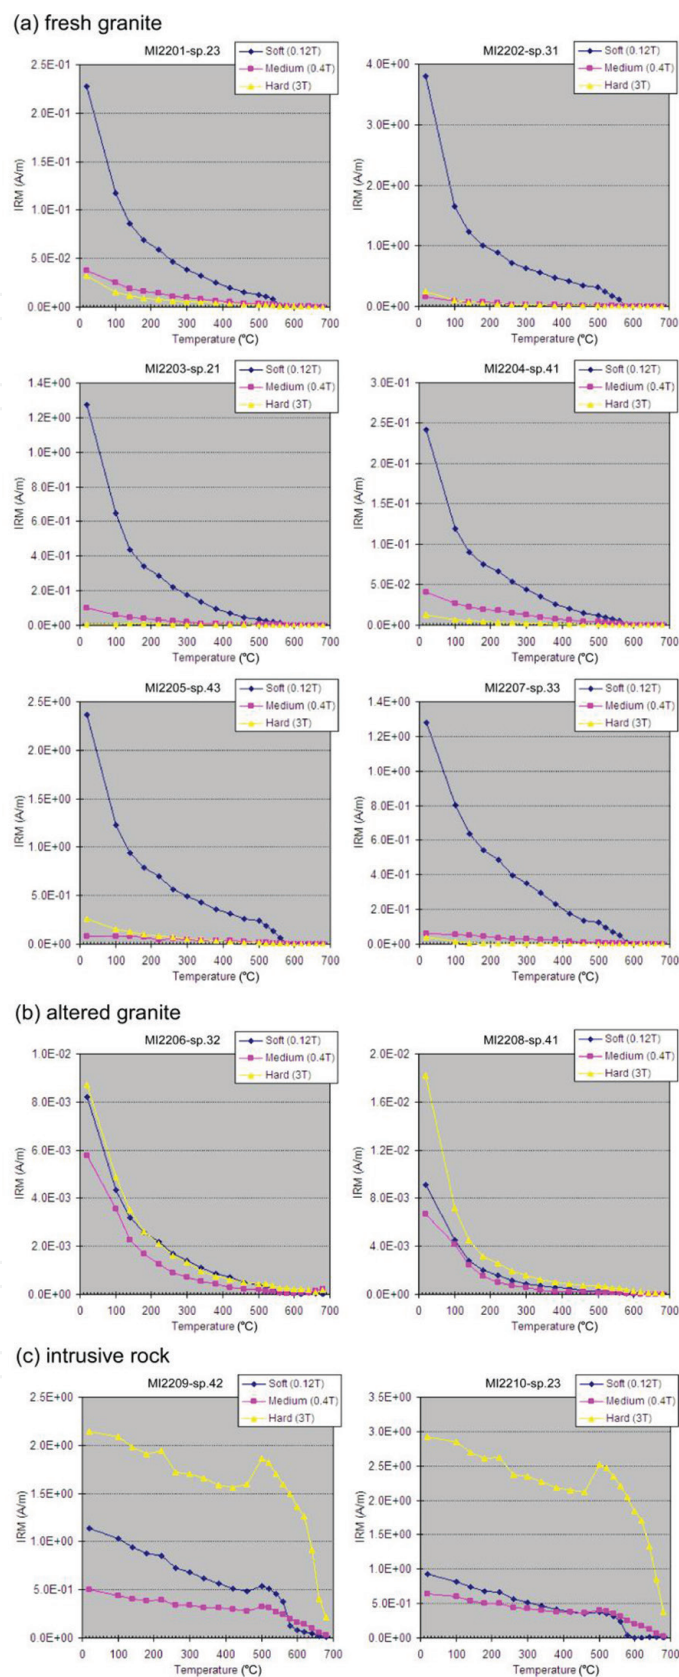 (a) fresh granite
MI2201-sp.23
Soft (0.12T)
Medium (0.4T)
Hard (3T)
2.5E-01
2.0E-01
1.5E-01
1.0E-01
5.0E-02
0.0E+00
IRM (A/m)
0 100 200 300 400 500 600 700
Temperature (℃)
MI2202-sp.31
Soft (0.12T)
Medium (0.4T)
Hard (3T)
4.0E+00
3.0E+00
2.0E+00
1.0E+00
0.0E+00
IRM (A/m)
0 100 200 300 400 500 600 700
Temperature (℃)
MI2203-sp.21
Soft (0.12T)
Medium (0.4T)
Hard (3T)
1.4E+00
1.2E+00
1.0E+00
8.0E-01
6.0E-01
4.0E-01
2.0E-01
0.0E+00
IRM (A/m)
0 100 200 300 400 500 600 700
Temperature (℃)
MI2204-sp.41
Soft (0.12T)
Medium (0.4T)
Hard (3T)
3.0E-01
2.5E-01
2.0E-01
1.5E-01
1.0E-01
5.0E-02
0.0E+00
IRM (A/m)
0 100 200 300 400 500 600 700
Temperature (℃)
MI2205-sp.43
Soft (0.12T)
Medium (0.4T)
Hard (3T)
2.5E+00
2.0E+00
1.5E+00
1.0E+00
5.0E-01
0.0E+00
IRM (A/m)
0 100 200 300 400 500 600 700
Temperature (℃)
MI2207-sp.33
Soft (0.12T)
Medium (0.4T)
Hard (3T)
1.4E+00
1.2E+00
1.0E+00
8.0E-01
6.0E-01
4.0E-01
2.0E-01
0.0E+00
IRM (A/m)
0 100 200 300 400 500 600 700
Temperature (℃)
(b) altered granite
MI2206-sp.32
Soft (0.12T)
Medium (0.4T)
Hard (3T)
1.0E-02
8.0E-03
6.0E-03
4.0E-03
2.0E-03
0.0E+00
IRM (A/m)
0 100 200 300 400 500 600 700
Temperature (℃)
MI2208-sp.41
Soft (0.12T)
Medium (0.4T)
Hard (3T)
2.0E-02
1.6E-02
1.2E-02
8.0E-03
4.0E-03
0.0E+00
IRM (A/m)
0 100 200 300 400 500 600 700
Temperature (℃)
(c) intrusive rock
MI2209-sp.42
Soft (0.12T)
Medium (0.4T)
Hard (3T)
2.5E+00
2.0E+00
1.5E+00
1.0E+00
5.0E-01
0.0E+00
IRM (A/m)
0 100 200 300 400 500 600 700
Temperature (℃)
MI2210-sp.23
Soft (0.12T)
Medium (0.4T)
Hard (3T)
3.5E+00
3.0E+00
2.5E+00
2.0E+00
1.5E+00
1.0E+00
5.0E-01
0.0E+00
IRM (A/m)
0 100 200 300 400 500 600 700
Temperature (℃)